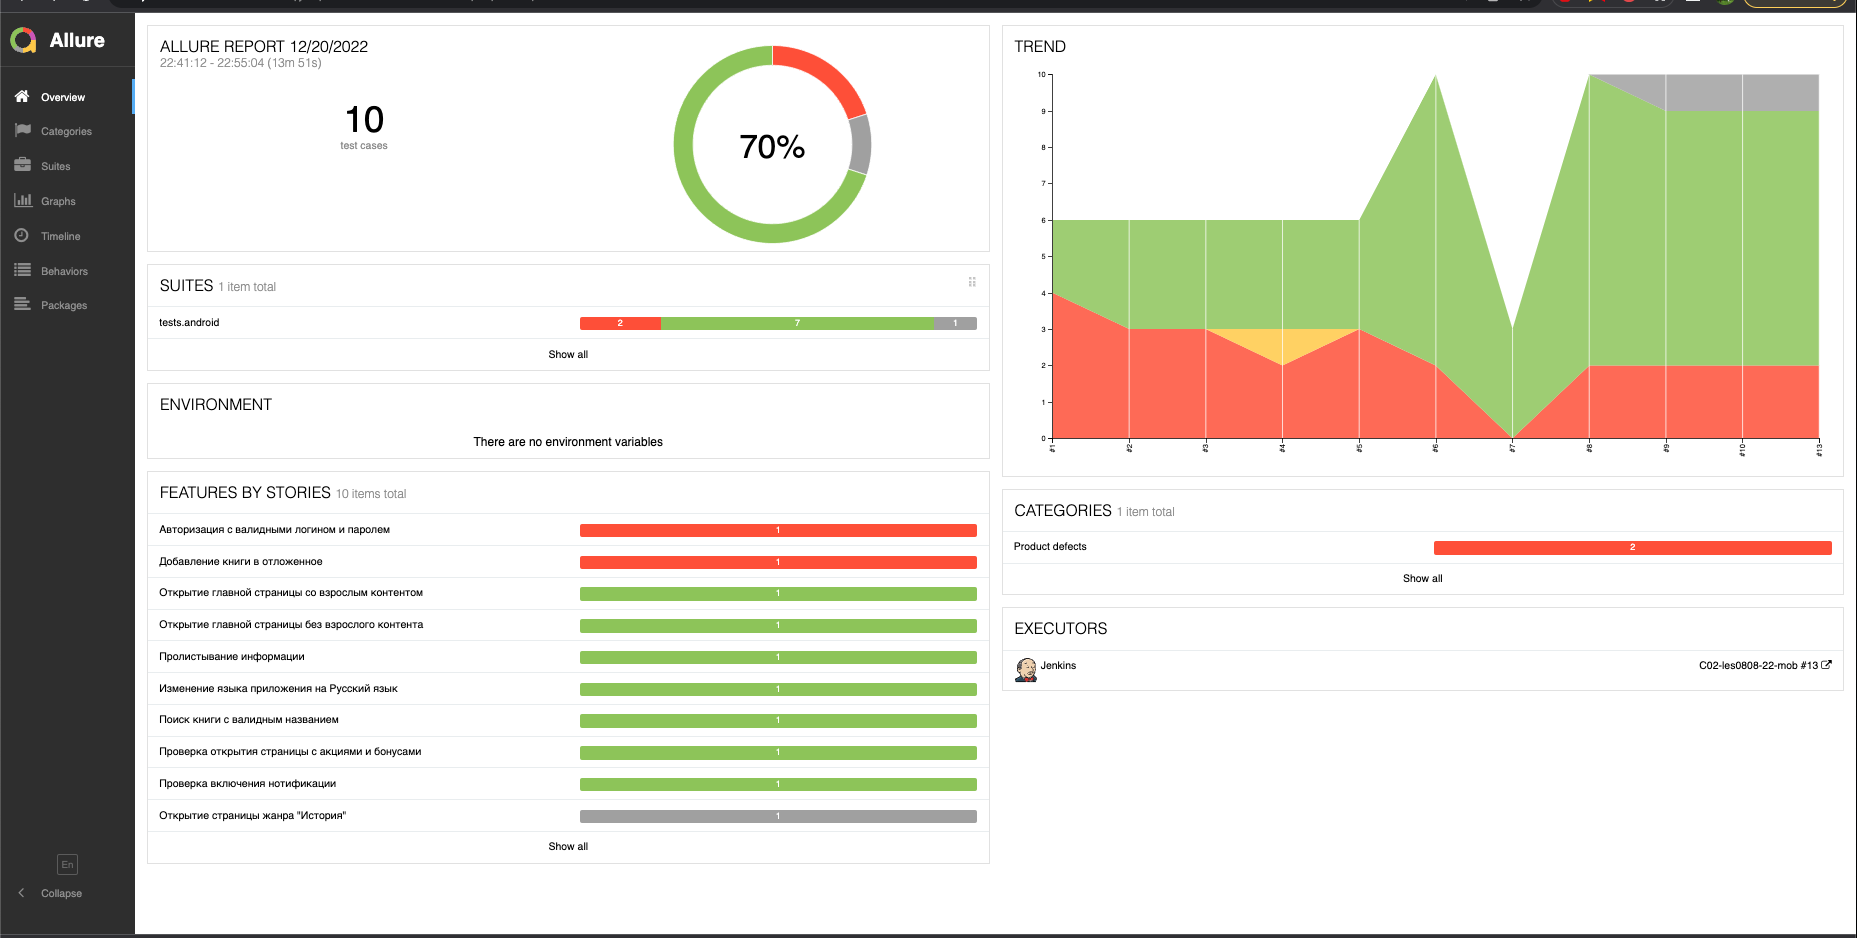 Allure
Overview
Categories
Suites
Graphs
Timeline
Behaviors
Packages
En
Collapse
ALLURE REPORT 12/20/2022
22:41:12 - 22:55:04 (13m 51s)
10
test cases
70%
SUITES 1 item total
tests.android
2 7 1
Show all
ENVIRONMENT
There are no environment variables
FEATURES BY STORIES 10 items total
Авторизация с валидными логином и паролем 1
Добавление книги в отложенное 1
Открытие главной страницы со взрослым контентом 1
Открытие главной страницы без взрослого контента 1
Пролистывание информации 1
Изменение языка приложения на Русский язык 1
Поиск книги с валидным названием 1
Проверка открытия страницы с акциями и бонусами 1
Проверка включения нотификации 1
Открытие страницы жанра "История" 1
Show all
TREND
10
9
8
7
6
5
4
3
2
1
0
#1 #2 #3 #4 #5 #6 #7 #8 #9 #10 #13
CATEGORIES 1 item total
Product defects 2
Show all
EXECUTORS
Jenkins C02-les0808-22-mob #13